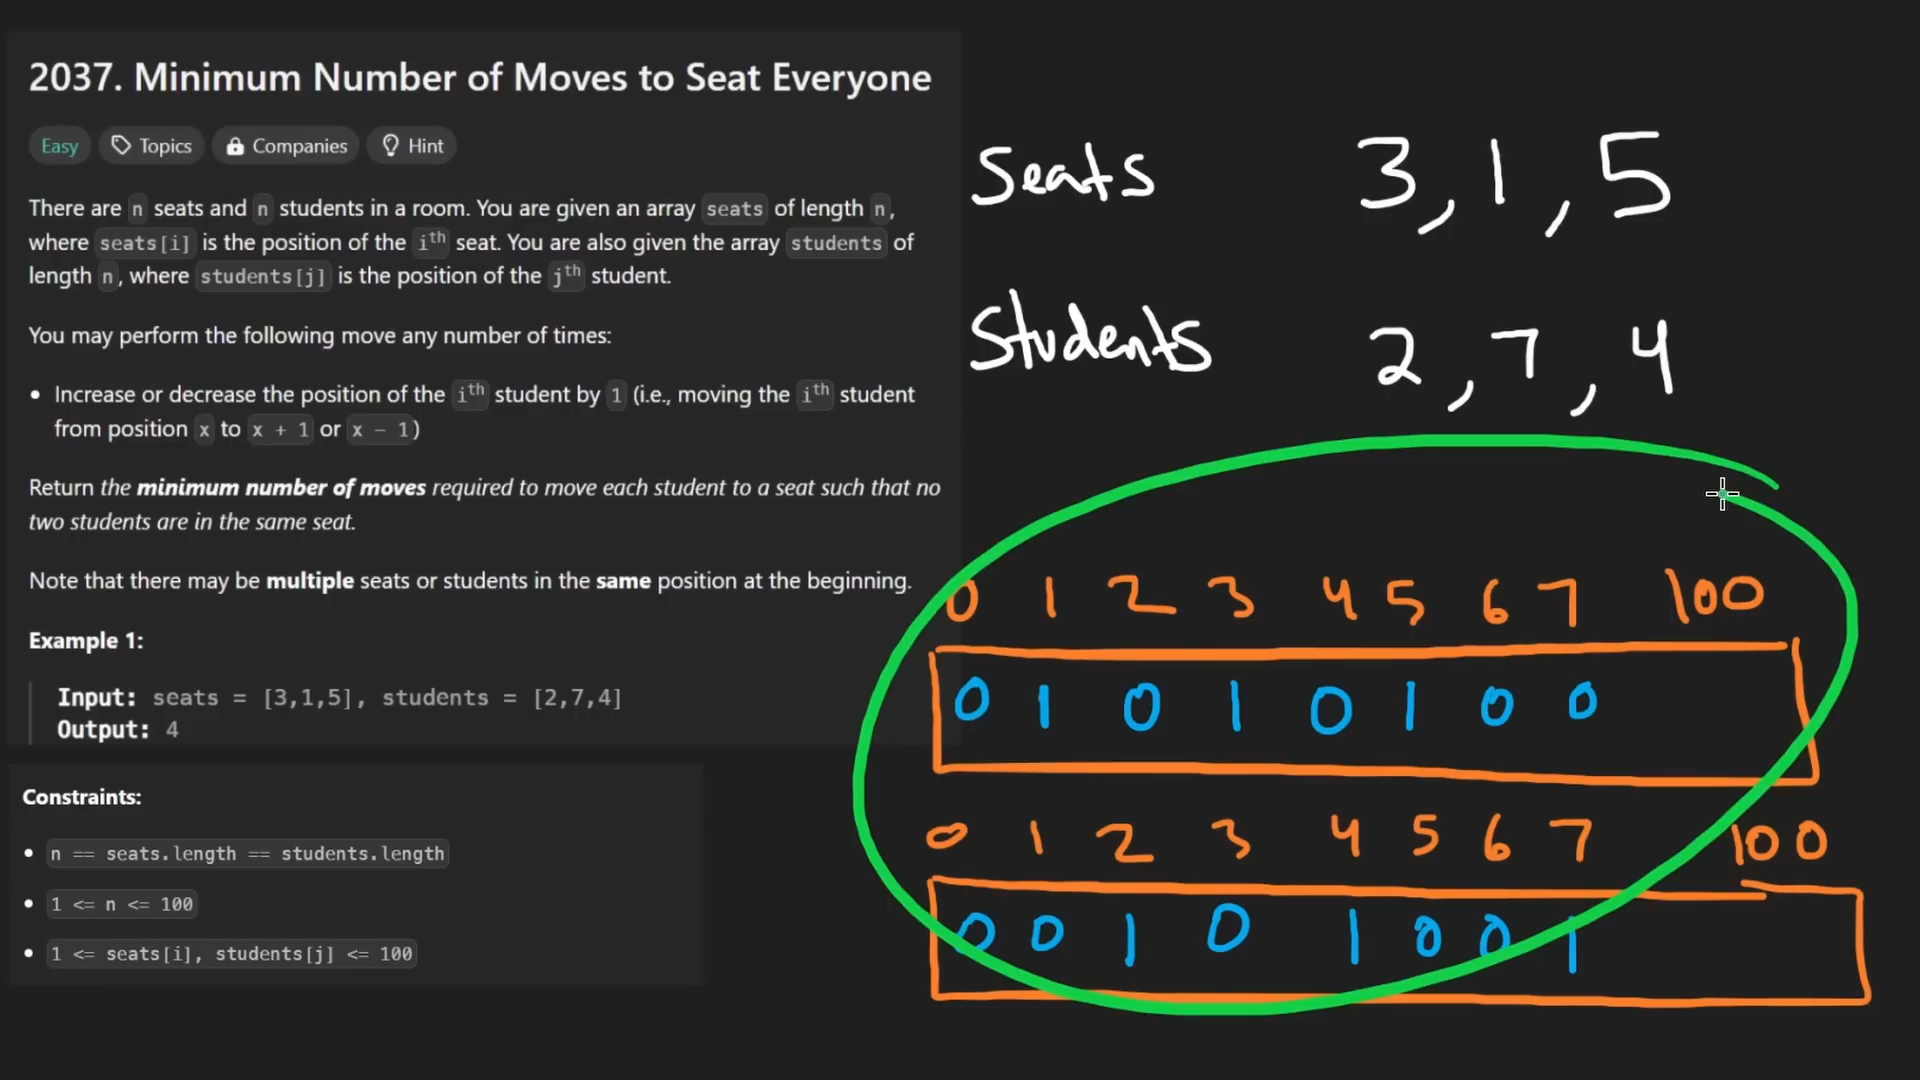 2037. Minimum Number of Moves to Seat Everyone
Easy Topics Companies Hint
There are n seats and n students in a room. You are given an array seats of length n,
where seats[i] is the position of the ith seat. You are also given the array students of
length n, where students[j] is the position of the jth student.
You may perform the following move any number of times:
• Increase or decrease the position of the ith student by 1 (i.e., moving the ith student
from position x to x + 1 or x - 1)
Return the minimum number of moves required to move each student to a seat such that no
two students are in the same seat.
Note that there may be multiple seats or students in the same position at the beginning.
Example 1:
Input: seats = [3,1,5], students = [2,7,4]
Output: 4
Constraints:
• n == seats.length == students.length
• 1 <= n <= 100
• 1 <= seats[i], students[j] <= 100
Seats 3, 1, 5
Students 2, 7, 4
0 1 2 3 4 5 6 7 100
0 1 0 1 0 1 0 0
0 1 2 3 4 5 6 7 100
0 0 1 0 1 0 0 1